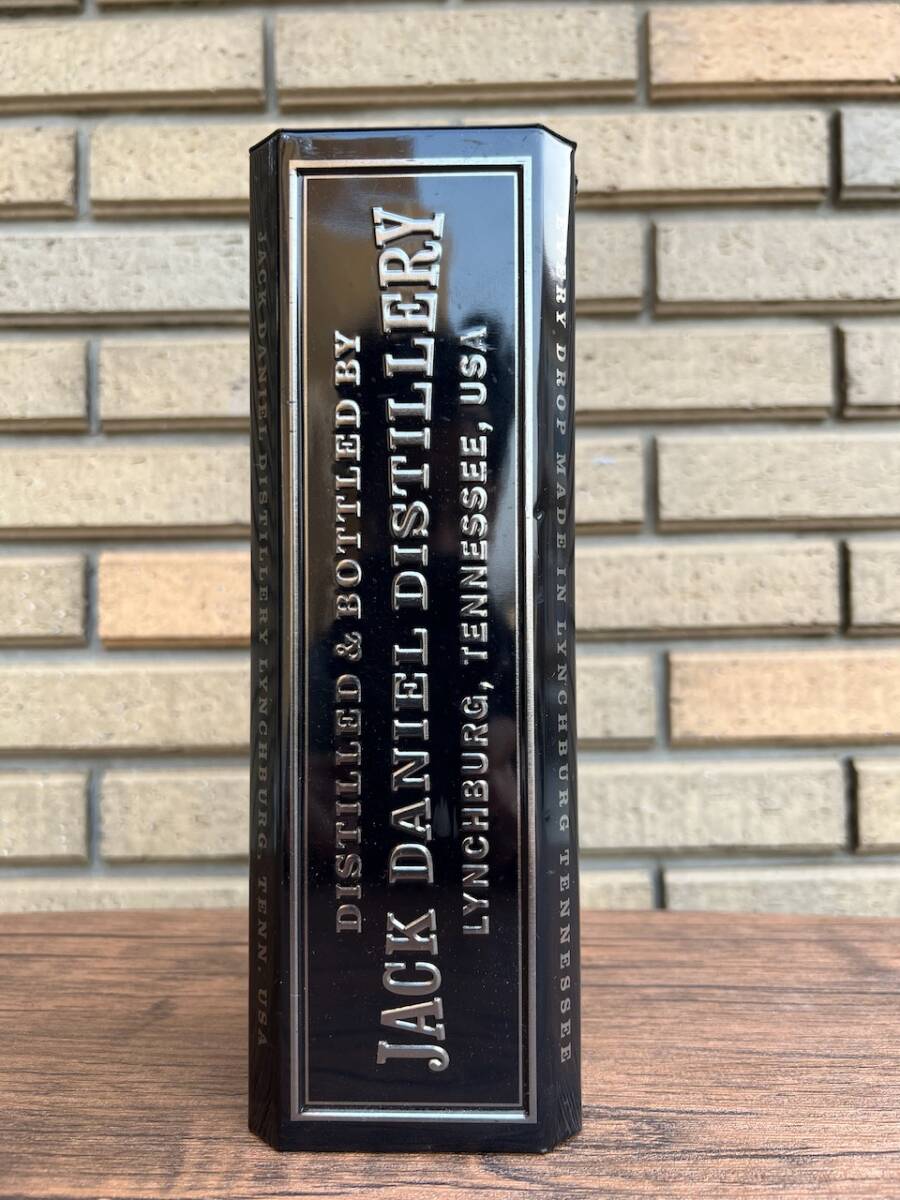 JACK DANIEL DISTILLERY LYNCHBURG, TENN. USA
DISTILLED & BOTTLED BY
JACK DANIEL DISTILLERY
LYNCHBURG, TENNESSEE, USA
EVERY DROP MADE IN LYNCHBURG TENNESSEE